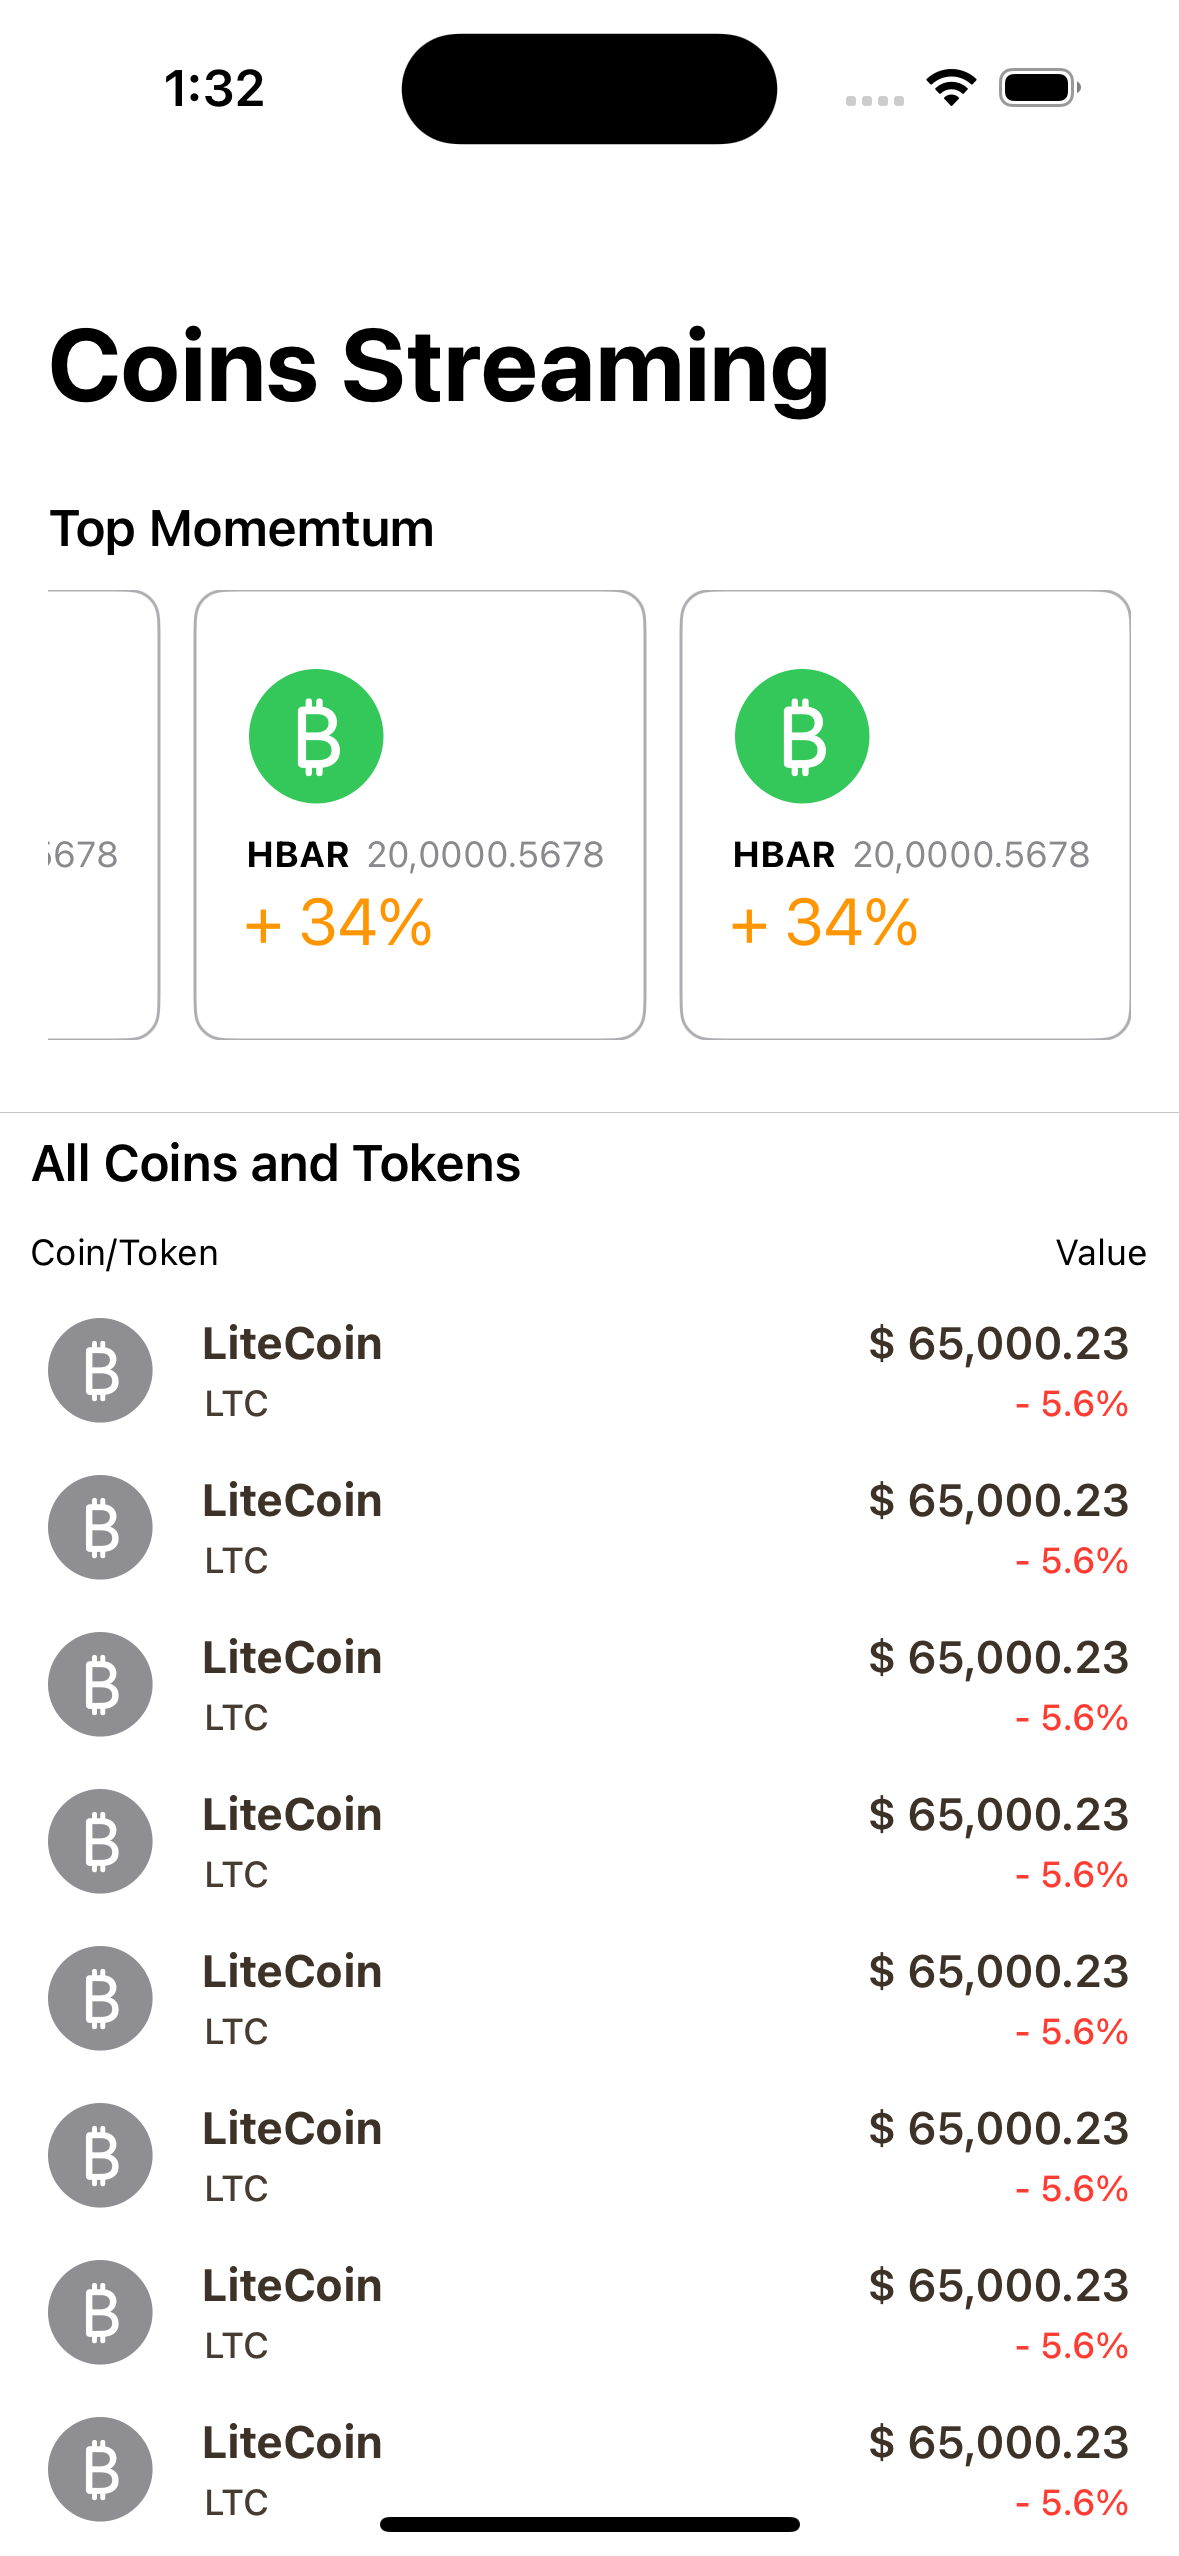 1:32
Coins Streaming
Top Momemtum
5678 HBAR 20,0000.5678 HBAR 20,0000.5678
+ 34% + 34%
All Coins and Tokens
Coin/Token Value
LiteCoin $ 65,000.23
LTC - 5.6%
LiteCoin $ 65,000.23
LTC - 5.6%
LiteCoin $ 65,000.23
LTC - 5.6%
LiteCoin $ 65,000.23
LTC - 5.6%
LiteCoin $ 65,000.23
LTC - 5.6%
LiteCoin $ 65,000.23
LTC - 5.6%
LiteCoin $ 65,000.23
LTC - 5.6%
LiteCoin $ 65,000.23
LTC - 5.6%